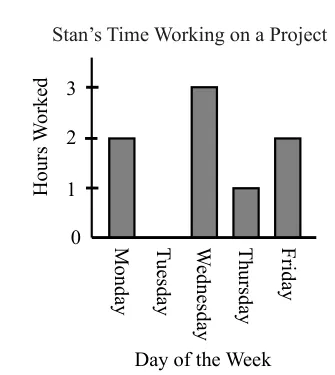 Stan’s Time Working on a Project
Hours Worked
3
2
1
0
Monday
Tuesday
Wednesday
Thursday
Friday
Day of the Week